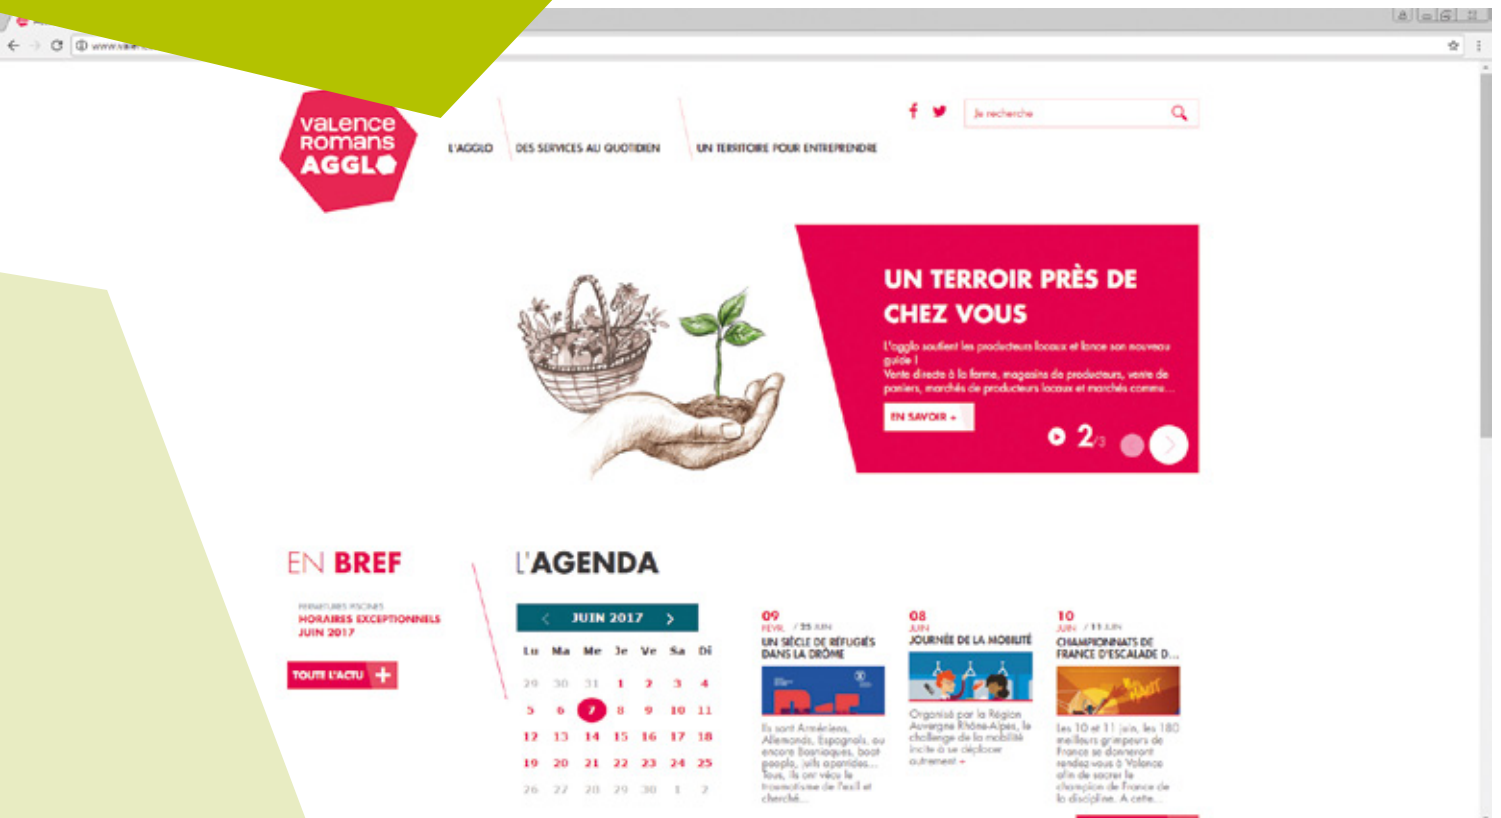 valence
Romans
AGGLO
L'AGGLO
DES SERVICES AU QUOTIDIEN
UN TERRITOIRE POUR ENTREPRENDRE
Je recherche
UN TERROIR PRÈS DE
CHEZ VOUS
L'agglo soutient les producteurs locaux et lance son nouveau
guide !
Vente directe à la ferme, magasins de producteurs, vente de
paniers, marchés de producteurs locaux et marchés commu...
EN SAVOIR +
2/3
EN BREF
FERMETURES PISCINES
HORAIRES EXCEPTIONNELS
JUIN 2017
TOUTE L'ACTU +
L'AGENDA
JUIN 2017
Lu Ma Me Je Ve Sa Di
29 30 31 1 2 3 4
5 6 7 8 9 10 11
12 13 14 15 16 17 18
19 20 21 22 23 24 25
26 27 28 29 30 1 2
09
FÉVR. / 25 JUIN
UN SIÈCLE DE RÉFUGIÉS
DANS LA DRÔME
Ils sont Arméniens,
Allemands, Espagnols, ou
encore Bosniaques, boat
people, juifs apatrides...
Tous, ils ont vécu le
traumatisme de l'exil et
cherché...
08
JUIN
JOURNÉE DE LA MOBILITÉ
Organisé par la Région
Auvergne Rhône-Alpes, le
challenge de la mobilité
incite à se déplacer
autrement +
10
JUIN / 11 JUIN
CHAMPIONNATS DE
FRANCE D'ESCALADE D...
Les 10 et 11 juin, les 180
meilleurs grimpeurs de
France se donneront
rendez-vous à Valence
afin de sacrer le
champion de France de
la discipline. A cette...